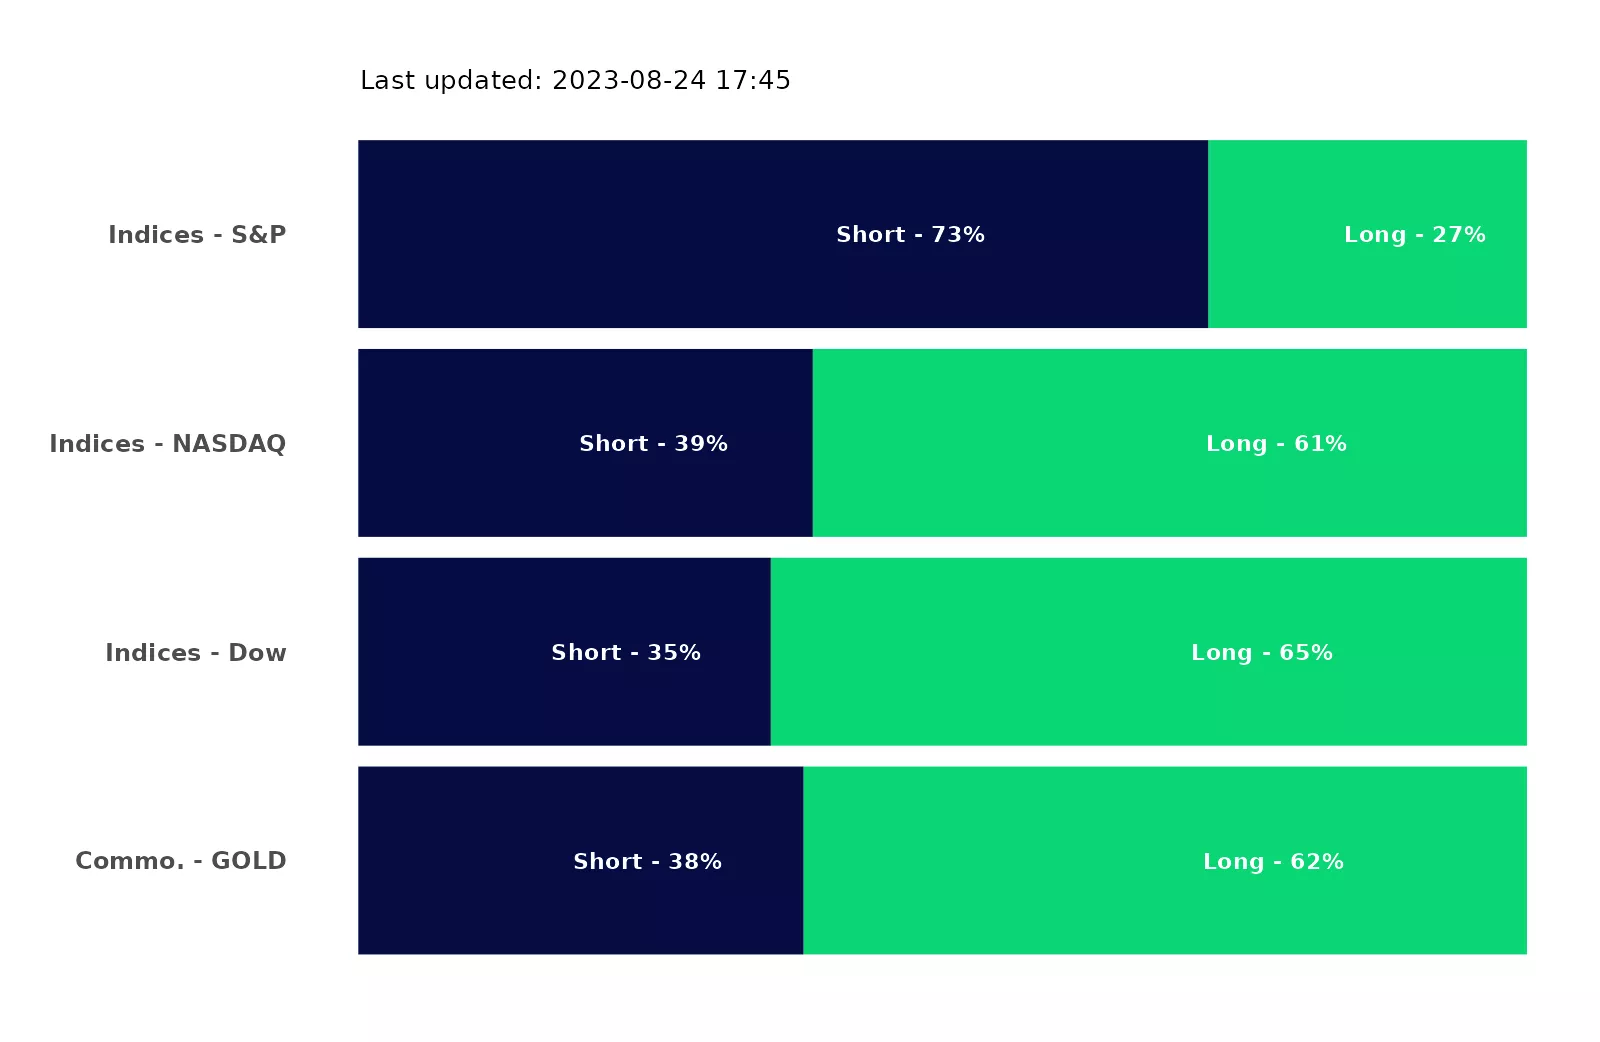 Last updated: 2023-08-24 17:45
Indices - S&P Short - 73% Long - 27%
Indices - NASDAQ Short - 39% Long - 61%
Indices - Dow Short - 35% Long - 65%
Commo. - GOLD Short - 38% Long - 62%